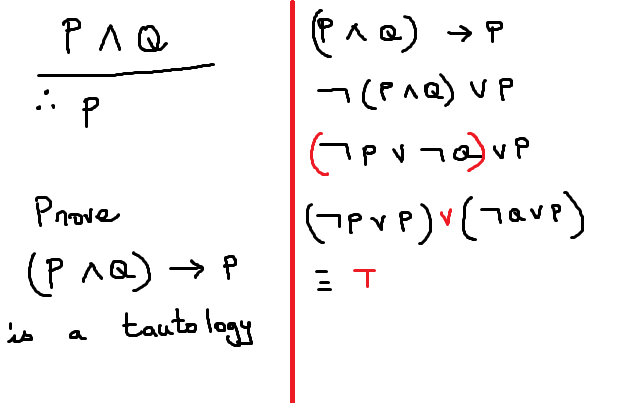 P ∧ Q
∴ P
Prove
(P ∧ Q) → P
is a tautology
(P ∧ Q) → P
¬ (P ∧ Q) ∨ P
(¬ P ∨ ¬ Q) ∨ P
(¬ P ∨ P) ∨ (¬ Q ∨ P)
≡ T